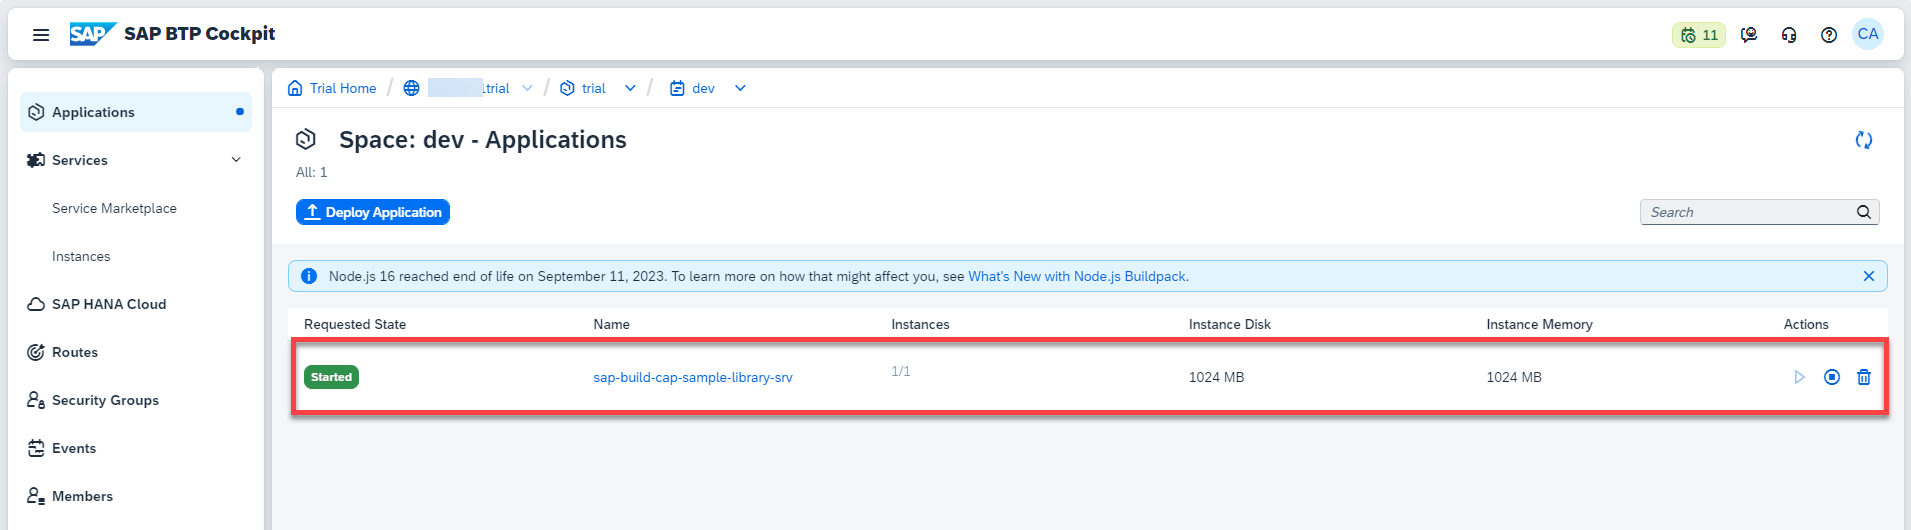 SAP SAP BTP Cockpit 11 CA
Trial Home / trial / trial / dev
Applications
Services
Service Marketplace
Instances
SAP HANA Cloud
Routes
Security Groups
Events
Members
Space: dev - Applications
All: 1
Deploy Application Search
Node.js 16 reached end of life on September 11, 2023. To learn more on how that might affect you, see What's New with Node.js Buildpack.
Requested State Name Instances Instance Disk Instance Memory Actions
Started sap-build-cap-sample-library-srv 1/1 1024 MB 1024 MB